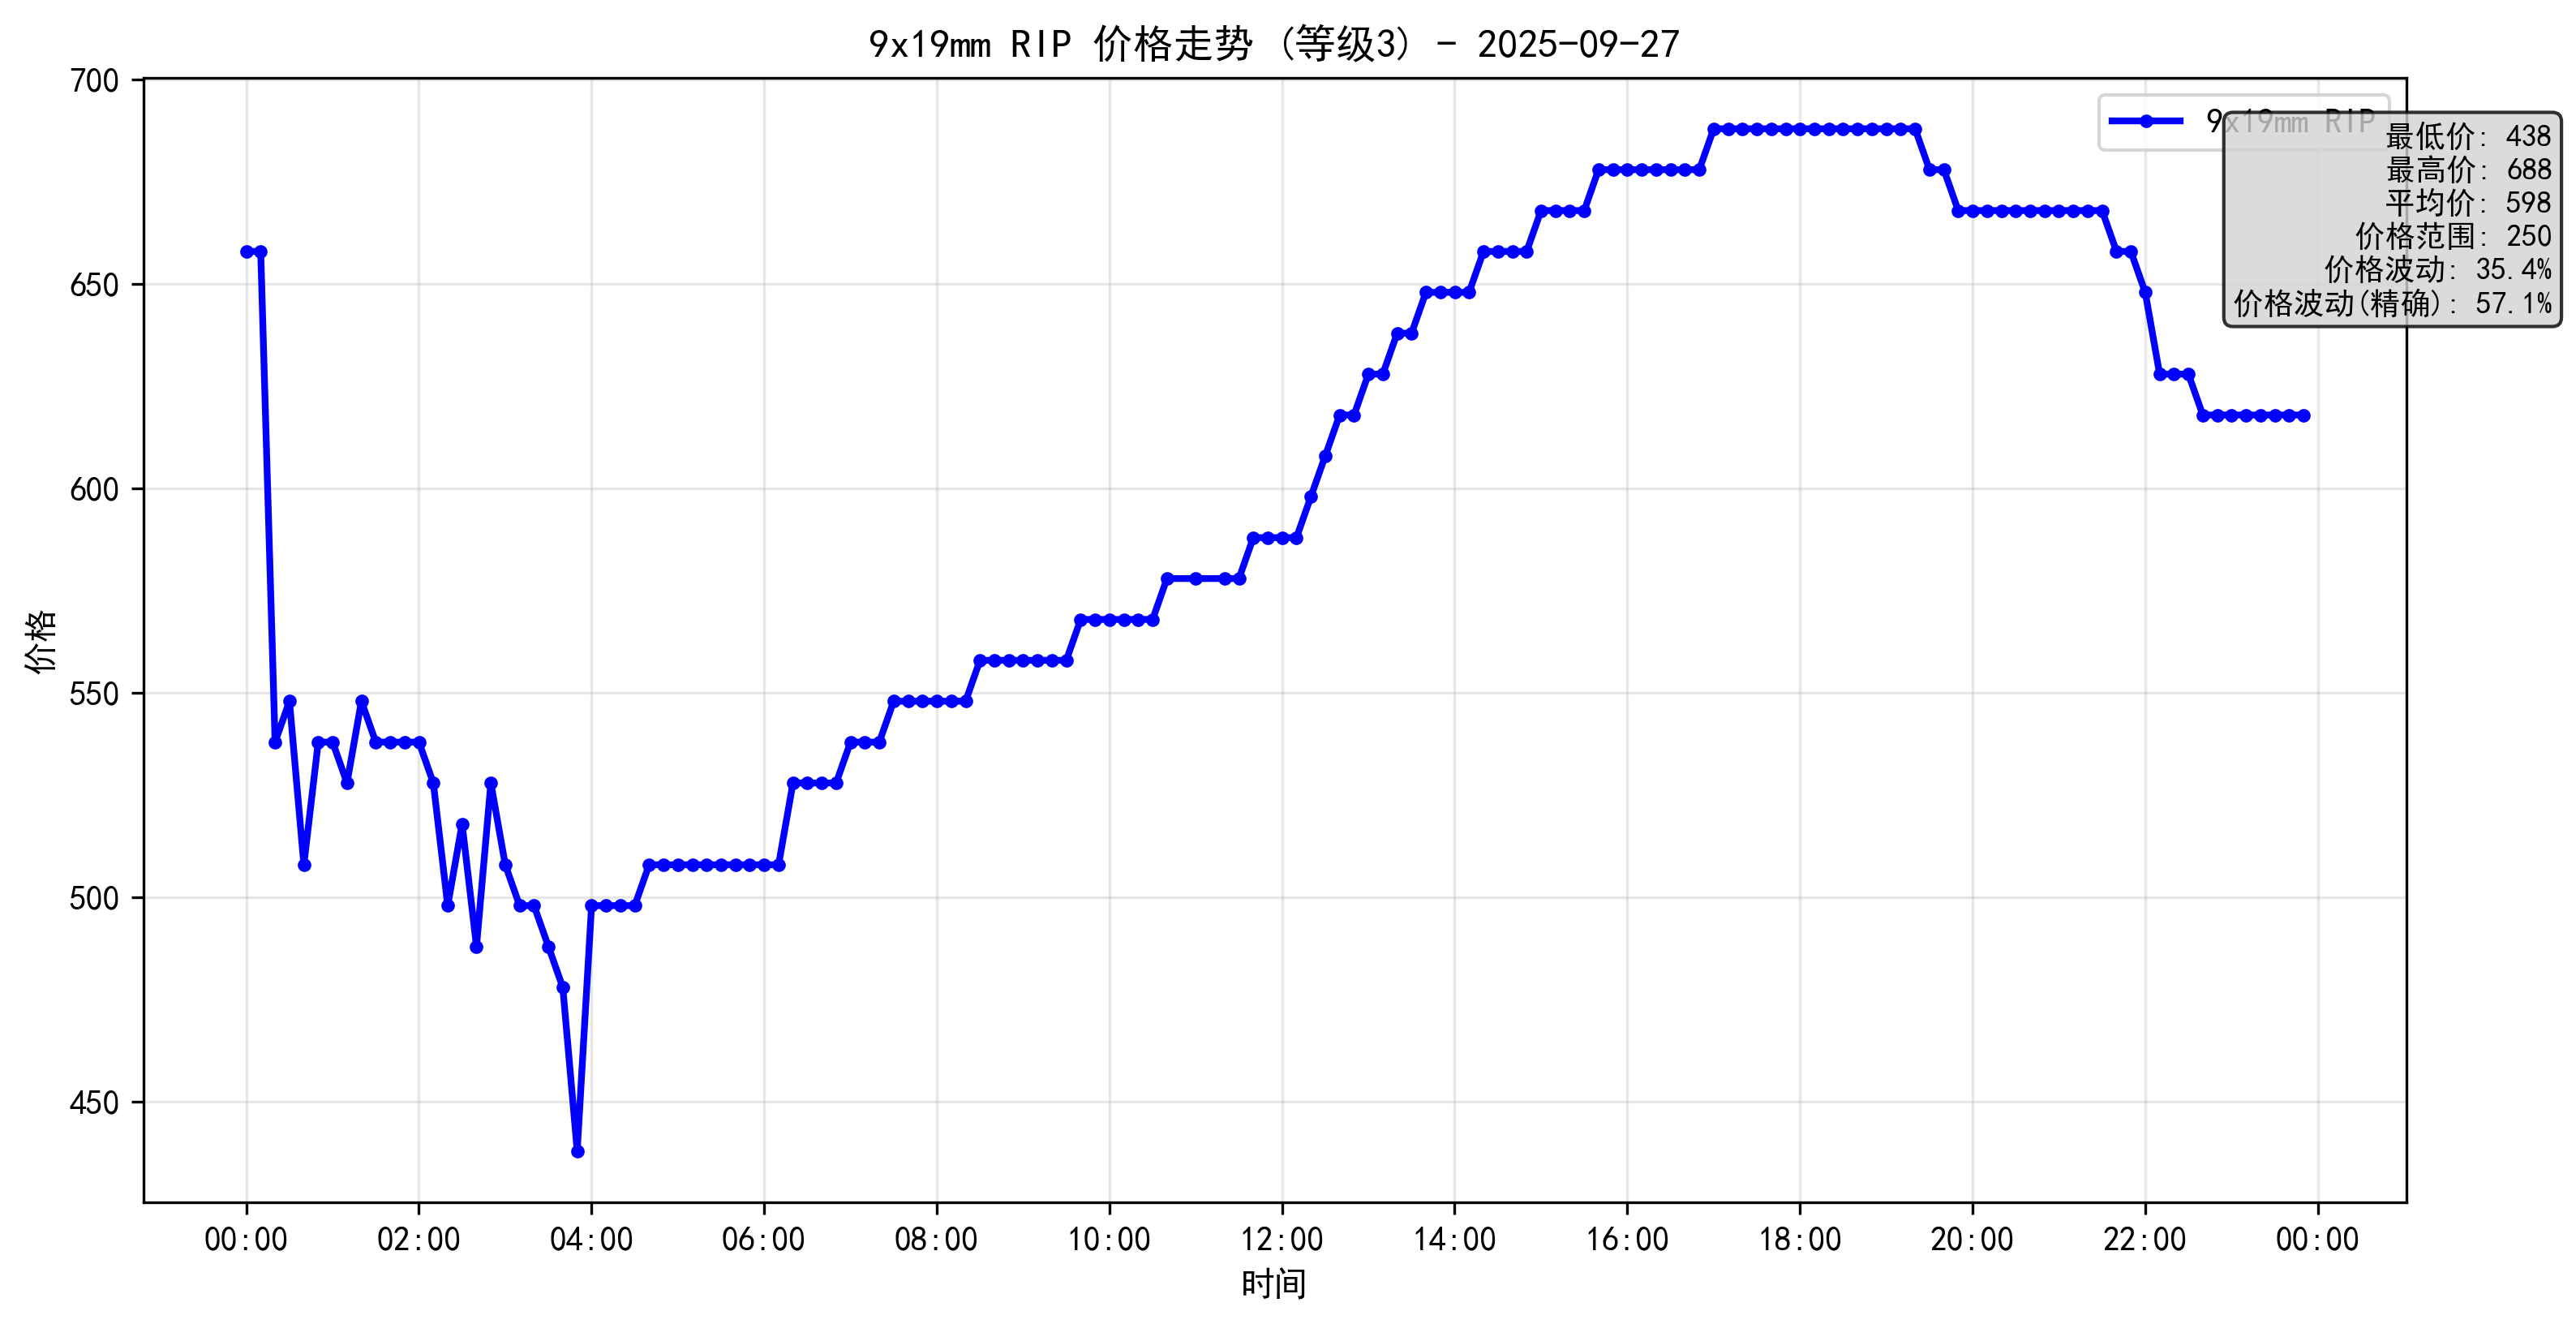 9x19mm RIP 价格走势 (等级3) - 2025-09-27
700
650
600
550
500
450
价格
9x19mm RIP
最低价: 438
最高价: 688
平均价: 598
价格范围: 250
价格波动: 35.4%
价格波动(精确): 57.1%
00:00 02:00 04:00 06:00 08:00 10:00 12:00 14:00 16:00 18:00 20:00 22:00 00:00
时间